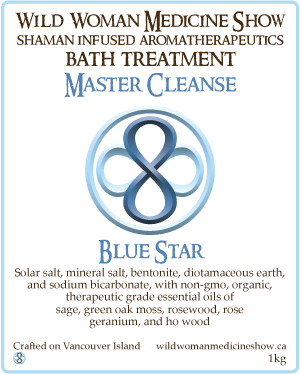 Wild Woman Medicine Show
SHAMAN INFUSED AROMATHERAPEUTICS
BATH TREATMENT
Master Cleanse
Blue Star
Solar salt, mineral salt, bentonite, diotamaceous earth,
and sodium bicarbonate, with non-gmo, organic,
therapeutic grade essential oils of
sage, green oak moss, rosewood, rose
geranium, and ho wood
Crafted on Vancouver Island wildwomanmedicineshow.ca
1kg